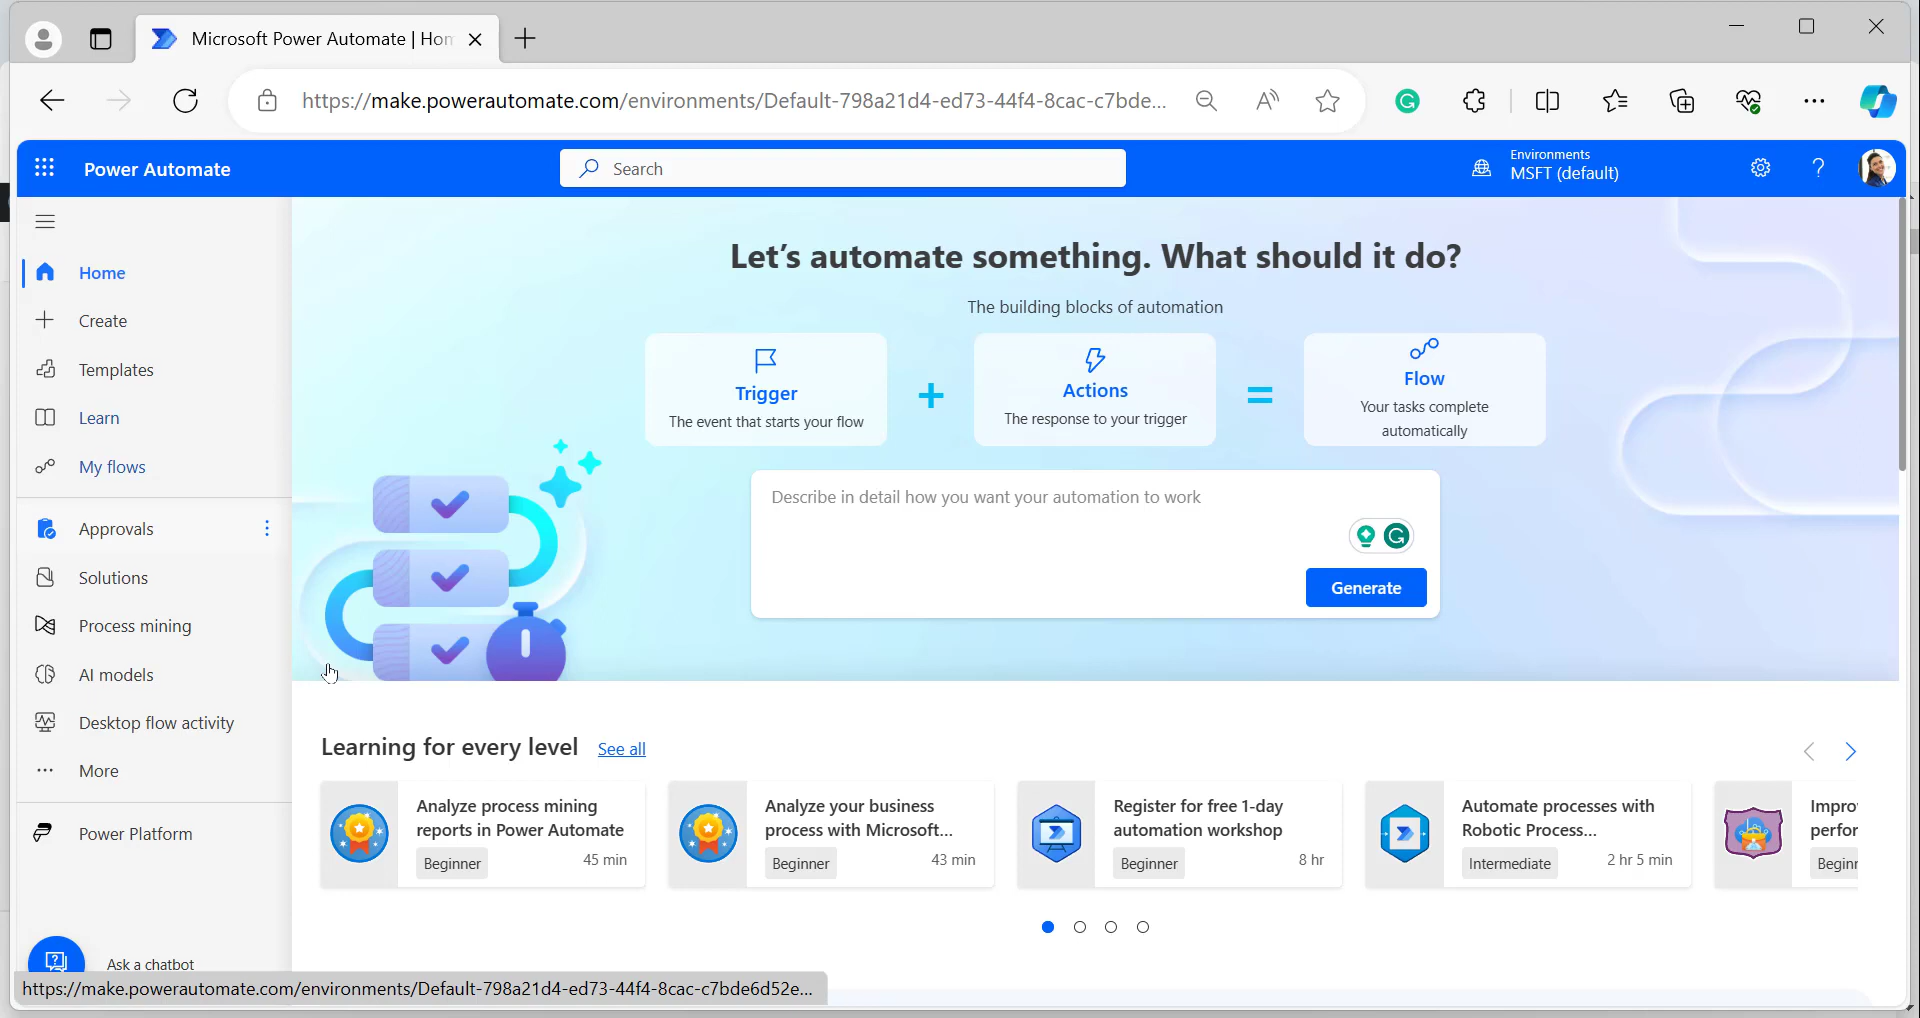 Microsoft Power Automate | Hom
https://make.powerautomate.com/environments/Default-798a21d4-ed73-44f4-8cac-c7bde...
Power Automate
Search
Environments
MSFT (default)
Home
Create
Templates
Learn
My flows
Approvals
Solutions
Process mining
AI models
Desktop flow activity
More
Power Platform
Ask a chatbot
Let's automate something. What should it do?
The building blocks of automation
Trigger
The event that starts your flow
+
Actions
The response to your trigger
=
Flow
Your tasks complete
automatically
Describe in detail how you want your automation to work
Generate
Learning for every level See all
Analyze process mining
reports in Power Automate
Beginner 45 min
Analyze your business
process with Microsoft...
Beginner 43 min
Register for free 1-day
automation workshop
Beginner 8 hr
Automate processes with
Robotic Process...
Intermediate 2 hr 5 min
Impro
perfor
Beginr
https://make.powerautomate.com/environments/Default-798a21d4-ed73-44f4-8cac-c7bde6d52e...